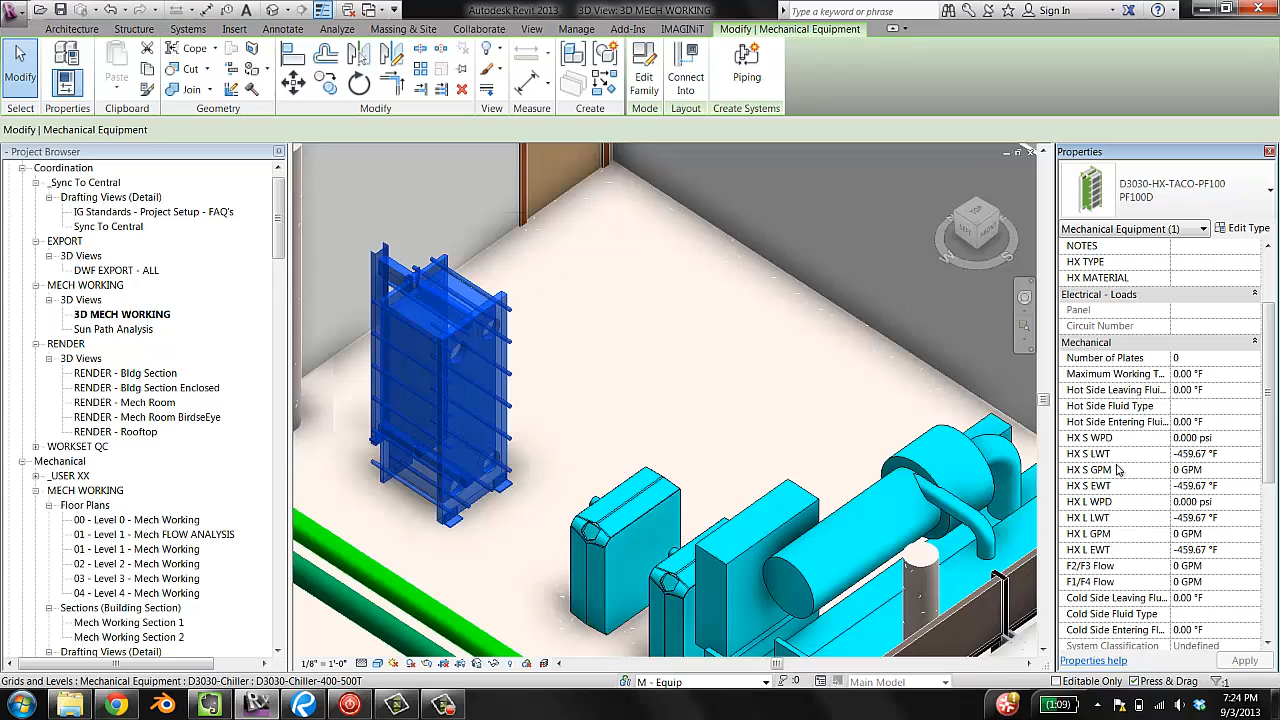 Autodesk Revit 2013 - 3D View: 3D MECH WORKING
Type a keyword or phrase
Sign In
Architecture Structure Systems Insert Annotate Analyze Massing & Site Collaborate View Manage Add-Ins IMAGINiT Modify | Mechanical Equipment
Modify
Paste
Cope
Cut
Join
Edit Family
Connect Into
Piping
Select Properties Clipboard Geometry Modify View Measure Create Mode Layout Create Systems
Modify | Mechanical Equipment
- Project Browser
Coordination
_Sync To Central
Drafting Views (Detail)
IG Standards - Project Setup - FAQ's
Sync To Central
EXPORT
3D Views
DWF EXPORT - ALL
MECH WORKING
3D Views
3D MECH WORKING
Sun Path Analysis
RENDER
3D Views
RENDER - Bldg Section
RENDER - Bldg Section Enclosed
RENDER - Mech Room
RENDER - Mech Room BirdseEye
RENDER - Rooftop
WORKSET QC
Mechanical
_USER XX
MECH WORKING
Floor Plans
00 - Level 0 - Mech Working
01 - Level 1 - Mech FLOW ANALYSIS
01 - Level 1 - Mech Working
02 - Level 2 - Mech Working
03 - Level 3 - Mech Working
04 - Level 4 - Mech Working
Sections (Building Section)
Mech Working Section 1
Mech Working Section 2
Drafting Views (Detail)
TOP
LEFT
FRONT
W
S
1/8" = 1'-0"
Properties
D3030-HX-TACO-PF100
PF100D
Mechanical Equipment (1)
Edit Type
NOTES
HX TYPE
HX MATERIAL
Electrical - Loads
Panel
Circuit Number
Mechanical
Number of Plates 0
Maximum Working T... 0.00 °F
Hot Side Leaving Flui... 0.00 °F
Hot Side Fluid Type
Hot Side Entering Flui... 0.00 °F
HX S WPD 0.000 psi
HX S LWT -459.67 °F
HX S GPM 0 GPM
HX S EWT -459.67 °F
HX L WPD 0.000 psi
HX L LWT -459.67 °F
HX L GPM 0 GPM
HX L EWT -459.67 °F
F2/F3 Flow 0 GPM
F1/F4 Flow 0 GPM
Cold Side Leaving Flu... 0.00 °F
Cold Side Fluid Type
Cold Side Entering Fl... 0.00 °F
System Classification Undefined
Properties help
Apply
Grids and Levels : Mechanical Equipment : D3030-Chiller : D3030-Chiller-400-500T
M - Equip
:0
Main Model
Editable Only
Press & Drag
:1
(1:09)
7:24 PM
9/3/2013